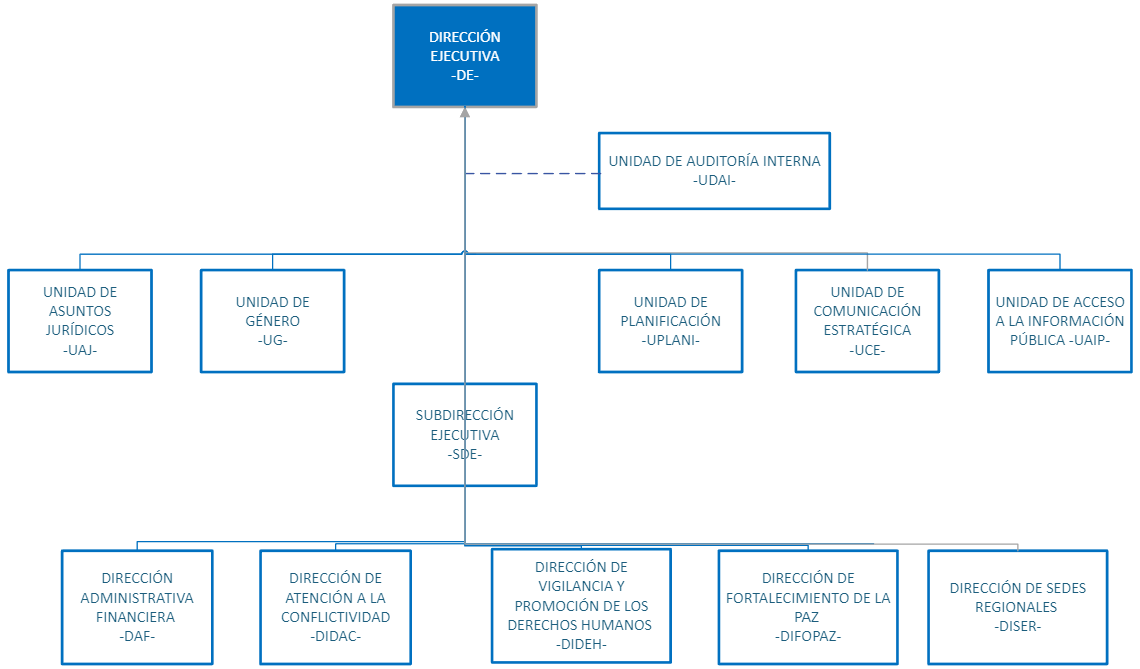 DIRECCIÓN
EJECUTIVA
-DE-
UNIDAD DE AUDITORÍA INTERNA
-UDAI-
UNIDAD DE
ASUNTOS
JURÍDICOS
-UAJ-
UNIDAD DE
GÉNERO
-UG-
UNIDAD DE
PLANIFICACIÓN
-UPLANI-
UNIDAD DE
COMUNICACIÓN
ESTRATÉGICA
-UCE-
UNIDAD DE ACCESO
A LA INFORMACIÓN
PÚBLICA -UAIP-
SUBDIRECCIÓN
EJECUTIVA
-SDE-
DIRECCIÓN
ADMINISTRATIVA
FINANCIERA
-DAF-
DIRECCIÓN DE
ATENCIÓN A LA
CONFLICTIVIDAD
-DIDAC-
DIRECCIÓN DE
VIGILANCIA Y
PROMOCIÓN DE LOS
DERECHOS HUMANOS
-DIDEH-
DIRECCIÓN DE
FORTALECIMIENTO DE LA
PAZ
-DIFOPAZ-
DIRECCIÓN DE SEDES
REGIONALES
-DISER-